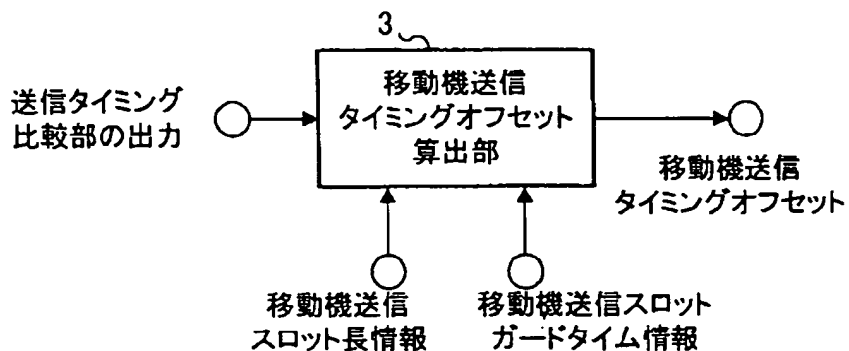 3
移動機送信
タイミングオフセット
算出部
送信タイミング
比較部の出力
移動機送信
タイミングオフセット
移動機送信
スロット長情報
移動機送信スロット
ガードタイム情報